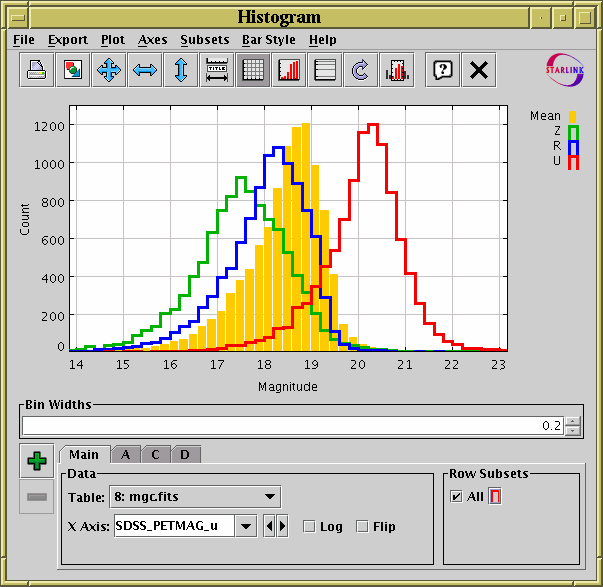 Histogram
File Export Plot Axes Subsets Bar Style Help
TITLE
?
STARLINK
Mean
Z
R
U
1200
1000
800
600
400
200
0
Count
14 15 16 17 18 19 20 21 22 23
Magnitude
Bin Widths
0.2
Main A C D
Data
Table: 8: mgc.fits
X Axis: SDSS_PETMAG_u Log Flip
Row Subsets
All